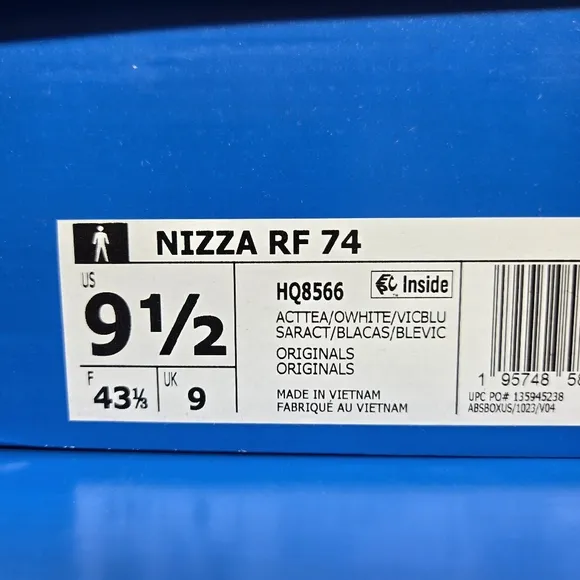 NIZZA RF 74
US
9½
F
43⅓
UK
9
HQ8566
Inside
ACTTEA/OWHITE/VICBLU
SARACT/BLACAS/BLEVIC
ORIGINALS
ORIGINALS
MADE IN VIETNAM
FABRIQUÉ AU VIETNAM
1 95748 58
UPC PO# 135945238
ABSBOXUS/1023/V04